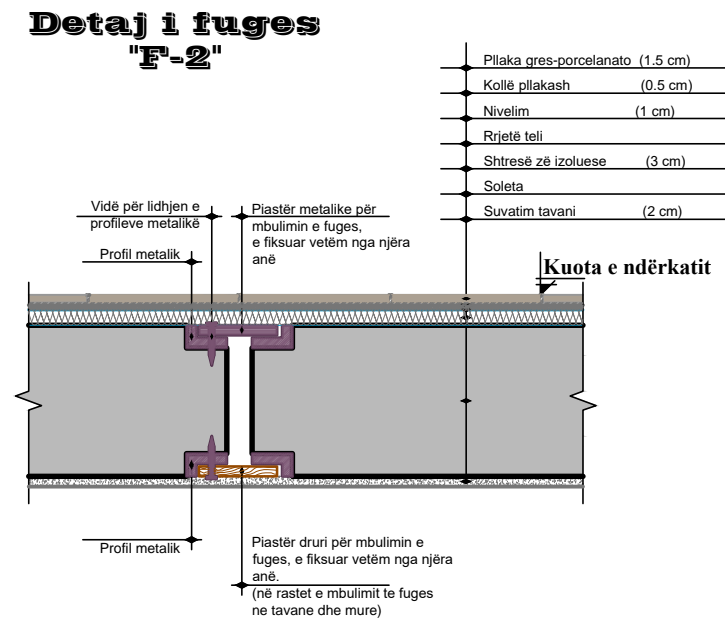 Detaj i fuges
"F-2"
Pllaka gres-porcelanato (1.5 cm)
Kollë pllakash (0.5 cm)
Nivelim (1 cm)
Rrjetë teli
Shtresë zë izoluese (3 cm)
Soleta
Suvatim tavani (2 cm)
Vidë për lidhjen e
profileve metalikë
Piastër metalike për
mbulimin e fuges,
e fiksuar vetëm nga njëra
anë
Profil metalik
Kuota e ndërkatit
Profil metalik
Piastër druri për mbulimin e
fuges, e fiksuar vetëm nga njëra
anë.
(në rastet e mbulimit te fuges
ne tavane dhe mure)